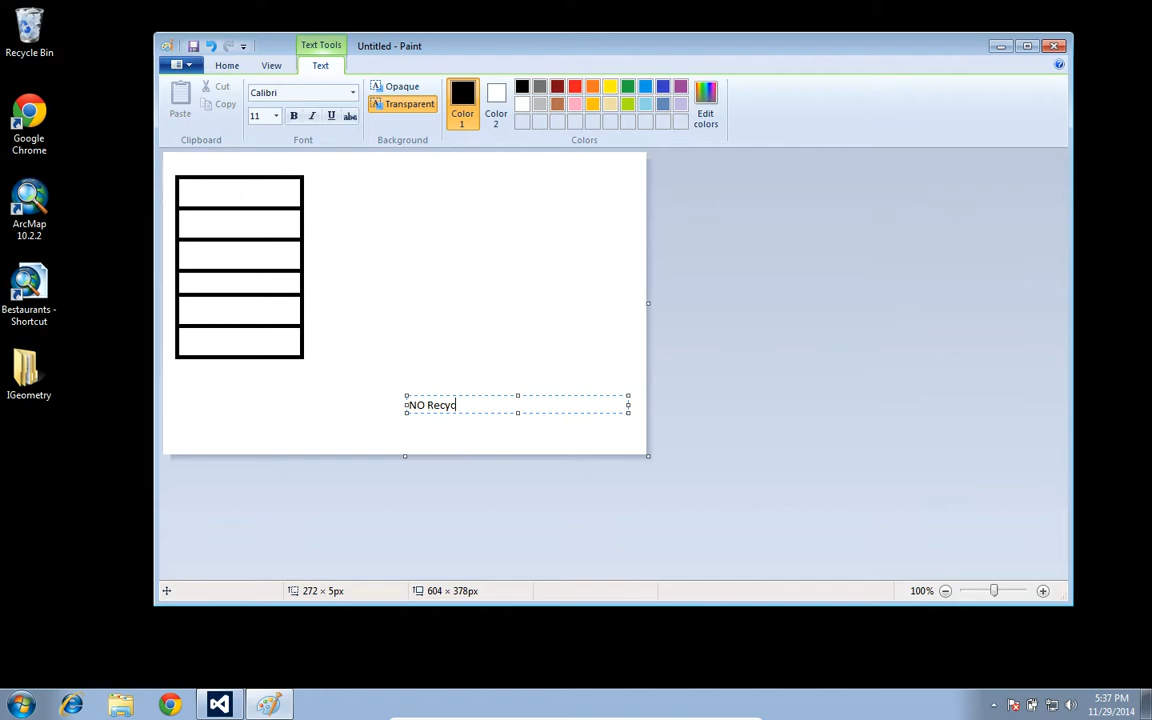 Recycle Bin
Google
Chrome
ArcMap
10.2.2
Bestaurants -
Shortcut
IGeometry
Text Tools
Untitled - Paint
Home
View
Text
Paste
Cut
Copy
Clipboard
Calibri
11
B I U abc
Font
Opaque
Transparent
Background
Color
1
Color
2
Edit
colors
Colors
NO Recyc
272 × 5px
604 × 378px
100%
5:37 PM
11/29/2014